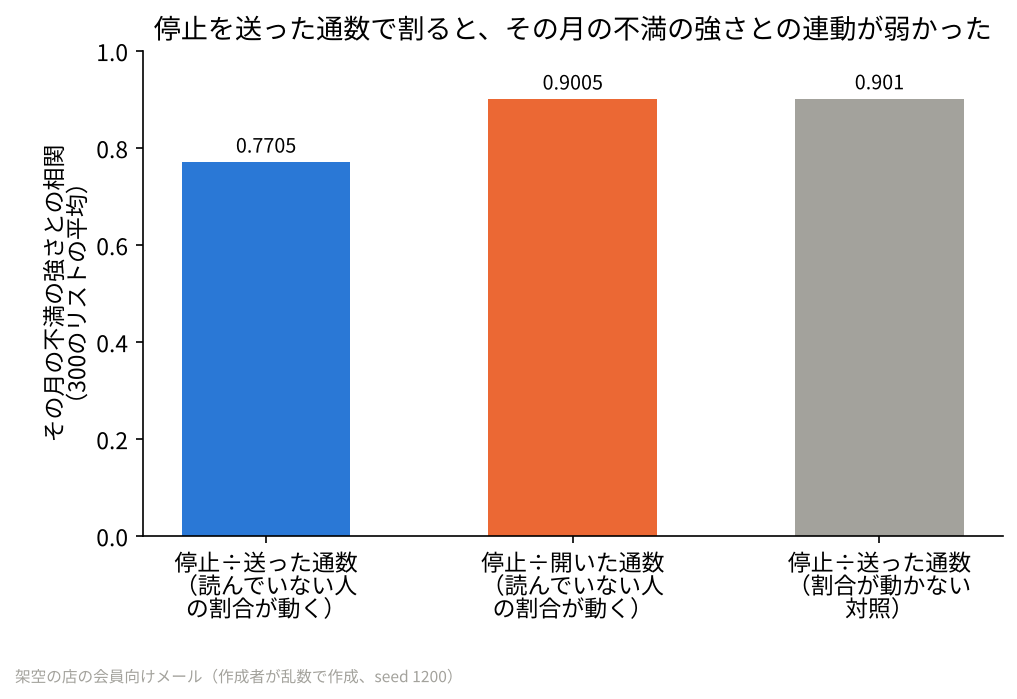 停止を送った通数で割ると、その月の不満の強さとの連動が弱かった
その月の不満の強さとの相関
（300のリストの平均）
1.0
0.8
0.6
0.4
0.2
0.0
0.7705
0.9005
0.901
停止÷送った通数
（読んでいない人
の割合が動く）
停止÷開いた通数
（読んでいない人
の割合が動く）
停止÷送った通数
（割合が動かない
対照）
架空の店の会員向けメール（作成者が乱数で作成、seed 1200）